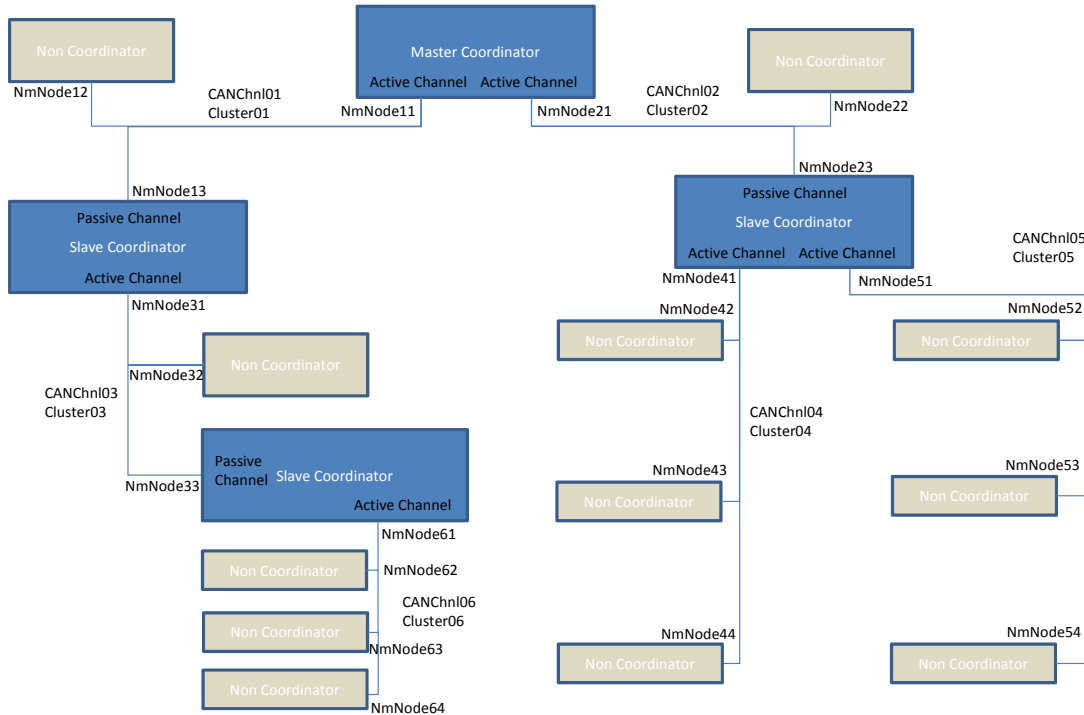 Non Coordinator
Master Coordinator
Active Channel
Active Channel
Non Coordinator
NmNode12
CANChnl01
Cluster01
NmNode11
NmNode21
CANChnl02
Cluster02
NmNode22
NmNode13
NmNode23
Passive Channel
Slave Coordinator
Active Channel
Passive Channel
Slave Coordinator
Active Channel
Active Channel
CANChnl05
Cluster05
NmNode31
NmNode41
NmNode51
NmNode42
NmNode52
Non Coordinator
Non Coordinator
Non Coordinator
NmNode32
CANChnl03
Cluster03
CANChnl04
Cluster04
Passive
Channel
Slave Coordinator
Active Channel
NmNode33
NmNode43
NmNode53
Non Coordinator
Non Coordinator
NmNode61
Non Coordinator
NmNode62
CANChnl06
Cluster06
Non Coordinator
NmNode63
NmNode44
NmNode54
Non Coordinator
Non Coordinator
Non Coordinator
NmNode64